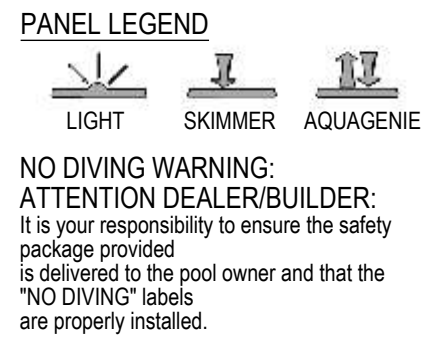 PANEL LEGEND
LIGHT SKIMMER AQUAGENIE
NO DIVING WARNING:
ATTENTION DEALER/BUILDER:
It is your responsibility to ensure the safety
package provided
is delivered to the pool owner and that the
"NO DIVING" labels
are properly installed.